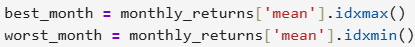 best_month = monthly_returns['mean'].idxmax()
worst_month = monthly_returns['mean'].idxmin()